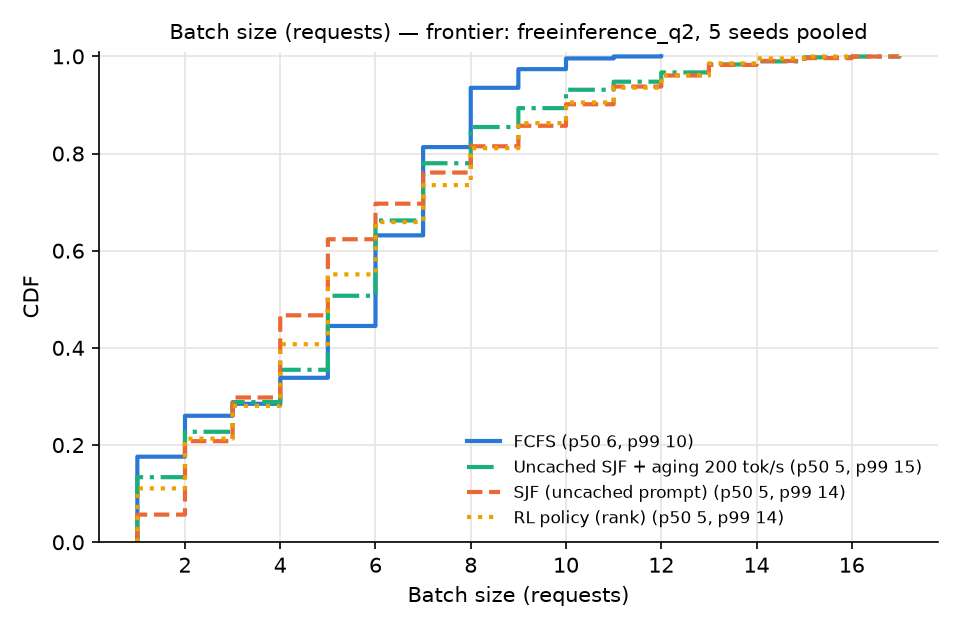 Batch size (requests) — frontier: freeinference_q2, 5 seeds pooled
1.0
0.8
0.6
0.4
0.2
0.0
CDF
FCFS (p50 6, p99 10)
Uncached SJF + aging 200 tok/s (p50 5, p99 15)
SJF (uncached prompt) (p50 5, p99 14)
RL policy (rank) (p50 5, p99 14)
2 4 6 8 10 12 14 16
Batch size (requests)